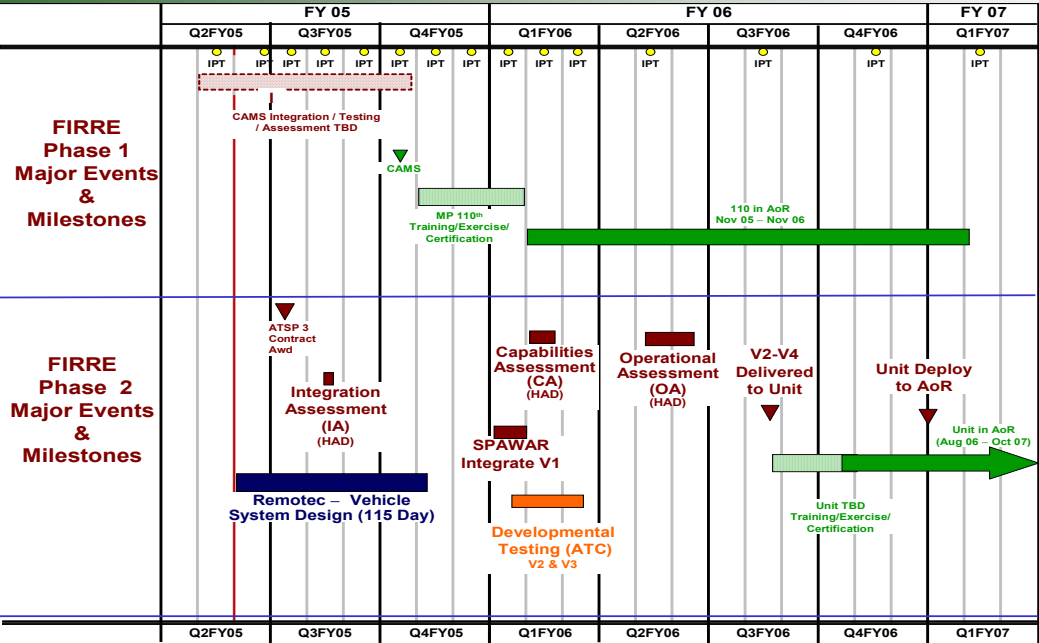 FY 05 FY 06 FY 07
Q2FY05 Q3FY05 Q4FY05 Q1FY06 Q2FY06 Q3FY06 Q4FY06 Q1FY07
IPT IPT IPT IPT IPT IPT IPT IPT IPT IPT IPT IPT IPT IPT IPT
FIRRE
Phase 1
Major Events
&
Milestones
CAMS Integration / Testing
/ Assessment TBD
CAMS
MP 110th
Training/Exercise/
Certification
110 in AoR
Nov 05 – Nov 06
FIRRE
Phase 2
Major Events
&
Milestones
ATSP 3
Contract
Awd
Integration
Assessment
(IA)
(HAD)
Remotec – Vehicle
System Design (115 Day)
Capabilities
Assessment
(CA)
(HAD)
SPAWAR
Integrate V1
Developmental
Testing (ATC)
V2 & V3
Operational
Assessment
(OA)
(HAD)
V2-V4
Delivered
to Unit
Unit Deploy
to AoR
Unit in AoR
(Aug 06 – Oct 07)
Unit TBD
Training/Exercise/
Certification
Q2FY05 Q3FY05 Q4FY05 Q1FY06 Q2FY06 Q3FY06 Q4FY06 Q1FY07